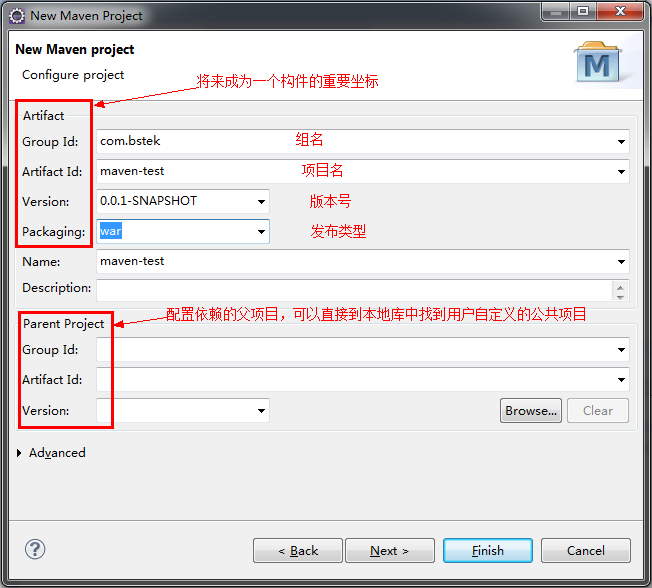 New Maven Project
New Maven project
Configure project
M
将来成为一个构件的重要坐标
Artifact
Group Id: com.bstek 组名
Artifact Id: maven-test 项目名
Version: 0.0.1-SNAPSHOT 版本号
Packaging: war 发布类型
Name: maven-test
Description:
配置依赖的父项目，可以直接到本地库中找到用户自定义的公共项目
Parent Project
Group Id:
Artifact Id:
Version: Browse... Clear
Advanced
? < Back Next > Finish Cancel